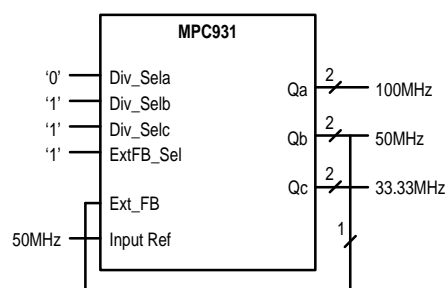 MPC931
‘0’ Div_Sela
‘1’ Div_Selb
‘1’ Div_Selc
‘1’ ExtFB_Sel
Ext_FB
50MHz Input Ref
Qa 2 100MHz
Qb 2 50MHz
Qc 2 33.33MHz
1